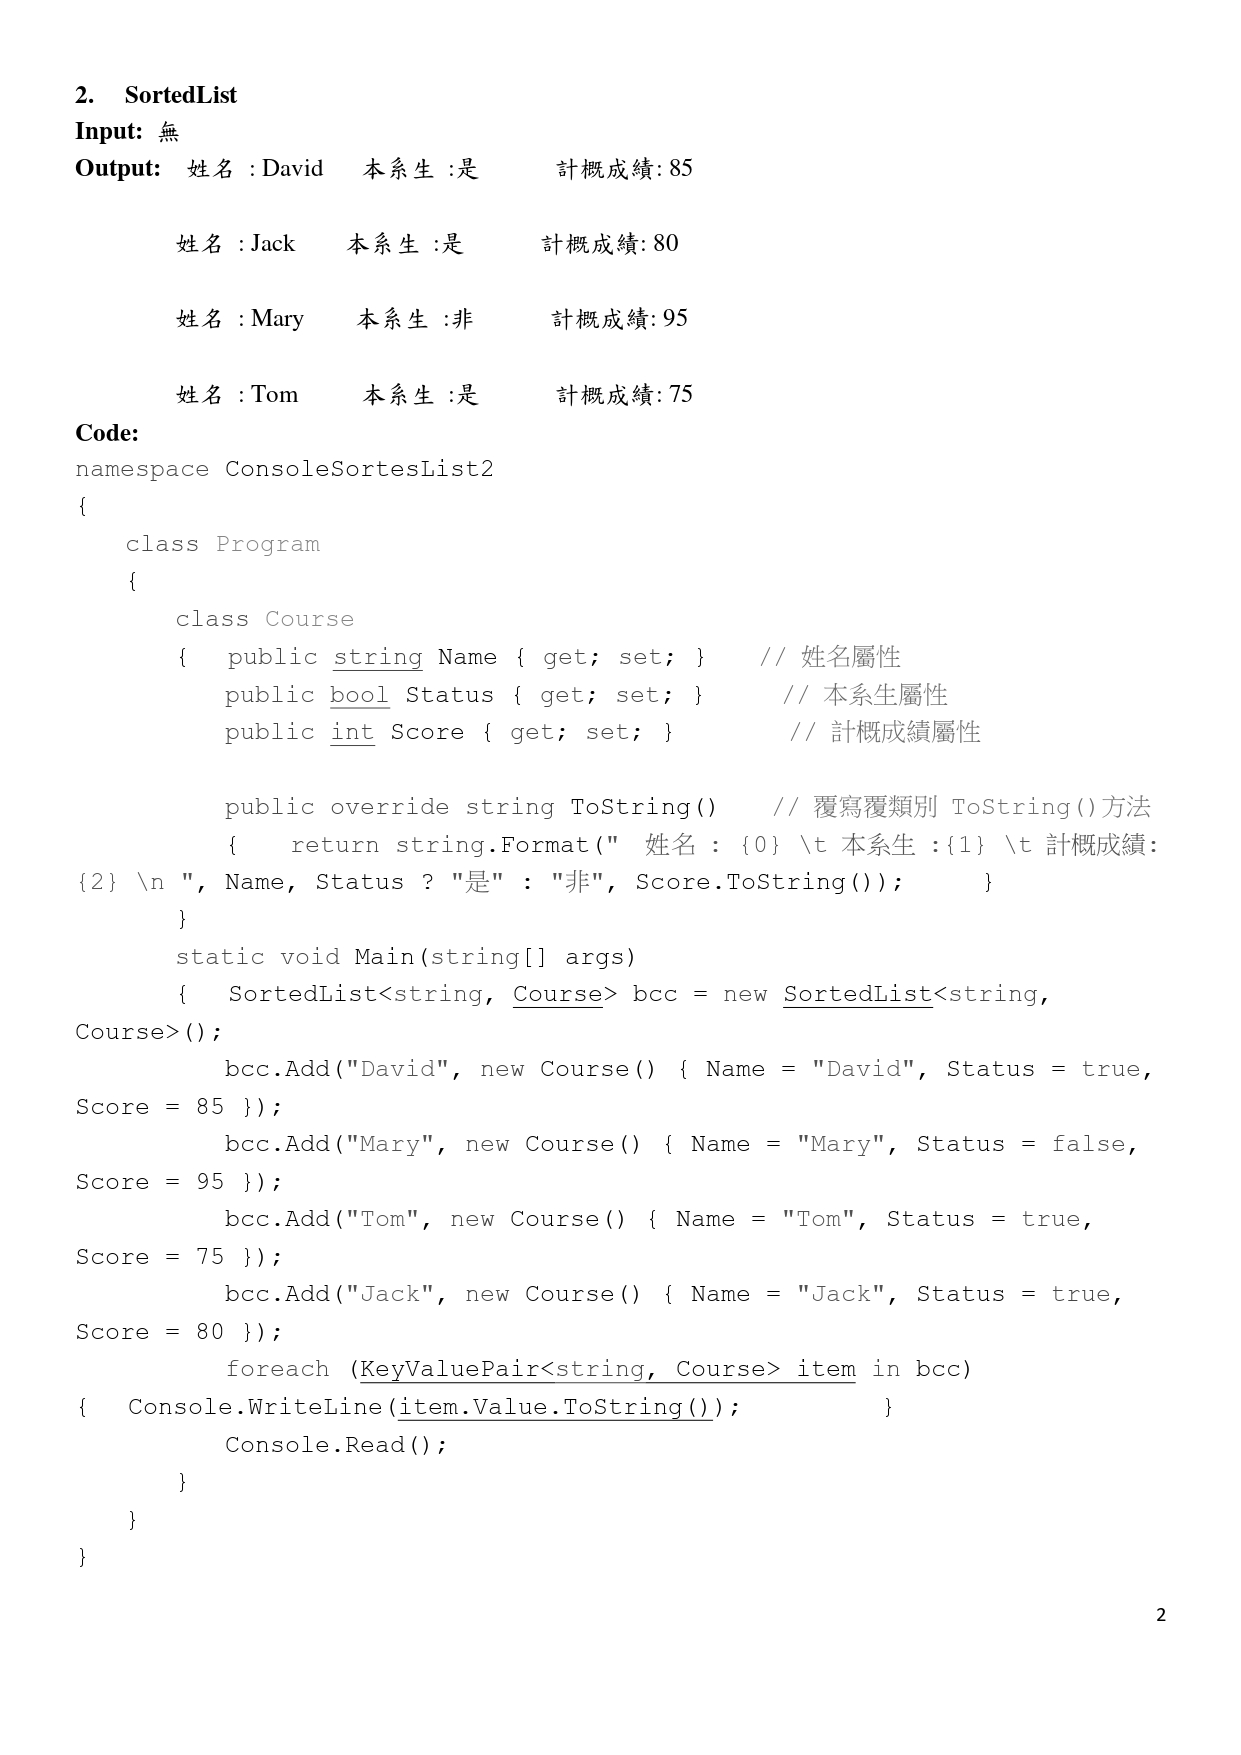 2. SortedList
Input: 無
Output: 姓名 : David 本系生 :是 計概成績: 85
姓名 : Jack 本系生 :是 計概成績: 80
姓名 : Mary 本系生 :非 計概成績: 95
姓名 : Tom 本系生 :是 計概成績: 75
Code:
namespace ConsoleSortesList2
{
class Program
{
class Course
{ public string Name { get; set; } // 姓名屬性
public bool Status { get; set; } // 本系生屬性
public int Score { get; set; } // 計概成績屬性
public override string ToString() // 覆寫覆類別 ToString()方法
{ return string.Format(" 姓名 : {0} \t 本系生 :{1} \t 計概成績:
{2} \n ", Name, Status ? "是" : "非", Score.ToString()); }
}
static void Main(string[] args)
{ SortedList<string, Course> bcc = new SortedList<string,
Course>();
bcc.Add("David", new Course() { Name = "David", Status = true,
Score = 85 });
bcc.Add("Mary", new Course() { Name = "Mary", Status = false,
Score = 95 });
bcc.Add("Tom", new Course() { Name = "Tom", Status = true,
Score = 75 });
bcc.Add("Jack", new Course() { Name = "Jack", Status = true,
Score = 80 });
foreach (KeyValuePair<string, Course> item in bcc)
{ Console.WriteLine(item.Value.ToString()); }
Console.Read();
}
}
}
2